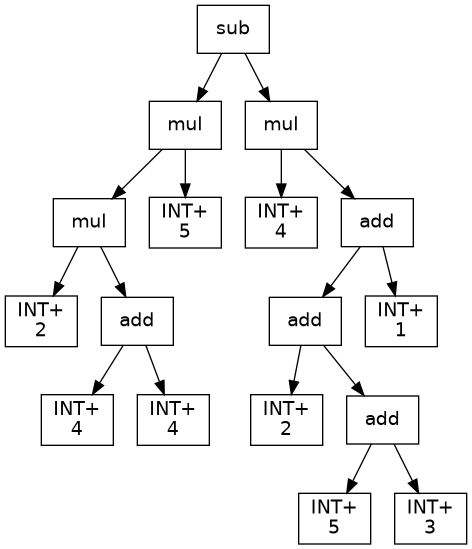 sub
mul
mul
mul
INT+
5
INT+
4
add
INT+
2
add
add
INT+
1
INT+
4
INT+
4
INT+
2
add
INT+
5
INT+
3